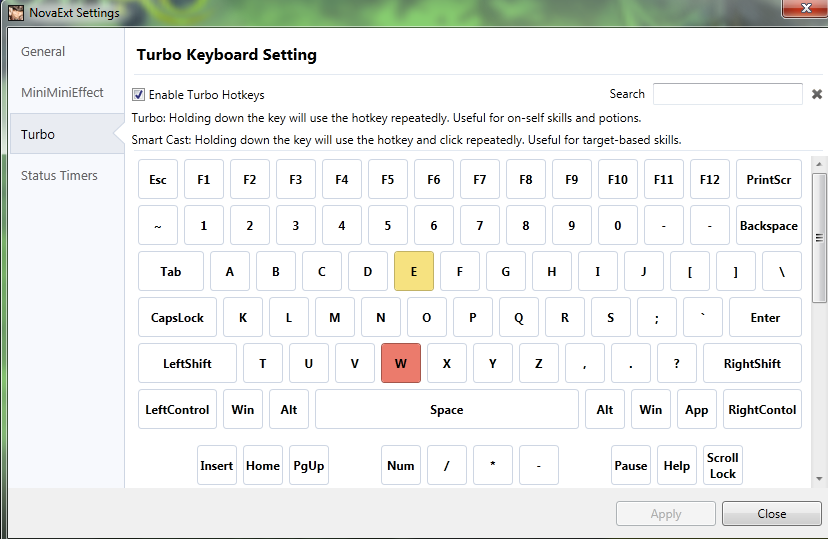 NovaExt Settings
General
MiniMiniEffect
Turbo
Status Timers
Turbo Keyboard Setting
Enable Turbo Hotkeys
Search
Turbo: Holding down the key will use the hotkey repeatedly. Useful for on-self skills and potions.
Smart Cast: Holding down the key will use the hotkey and click repeatedly. Useful for target-based skills.
Esc F1 F2 F3 F4 F5 F6 F7 F8 F9 F10 F11 F12 PrintScr
~ 1 2 3 4 5 6 7 8 9 0 - - Backspace
Tab A B C D E F G H I J [ ] \
CapsLock K L M N O P Q R S ; ` Enter
LeftShift T U V W X Y Z , . ? RightShift
LeftControl Win Alt Space Alt Win App RightContol
Insert Home PgUp Num / * - Pause Help Scroll Lock
Apply Close